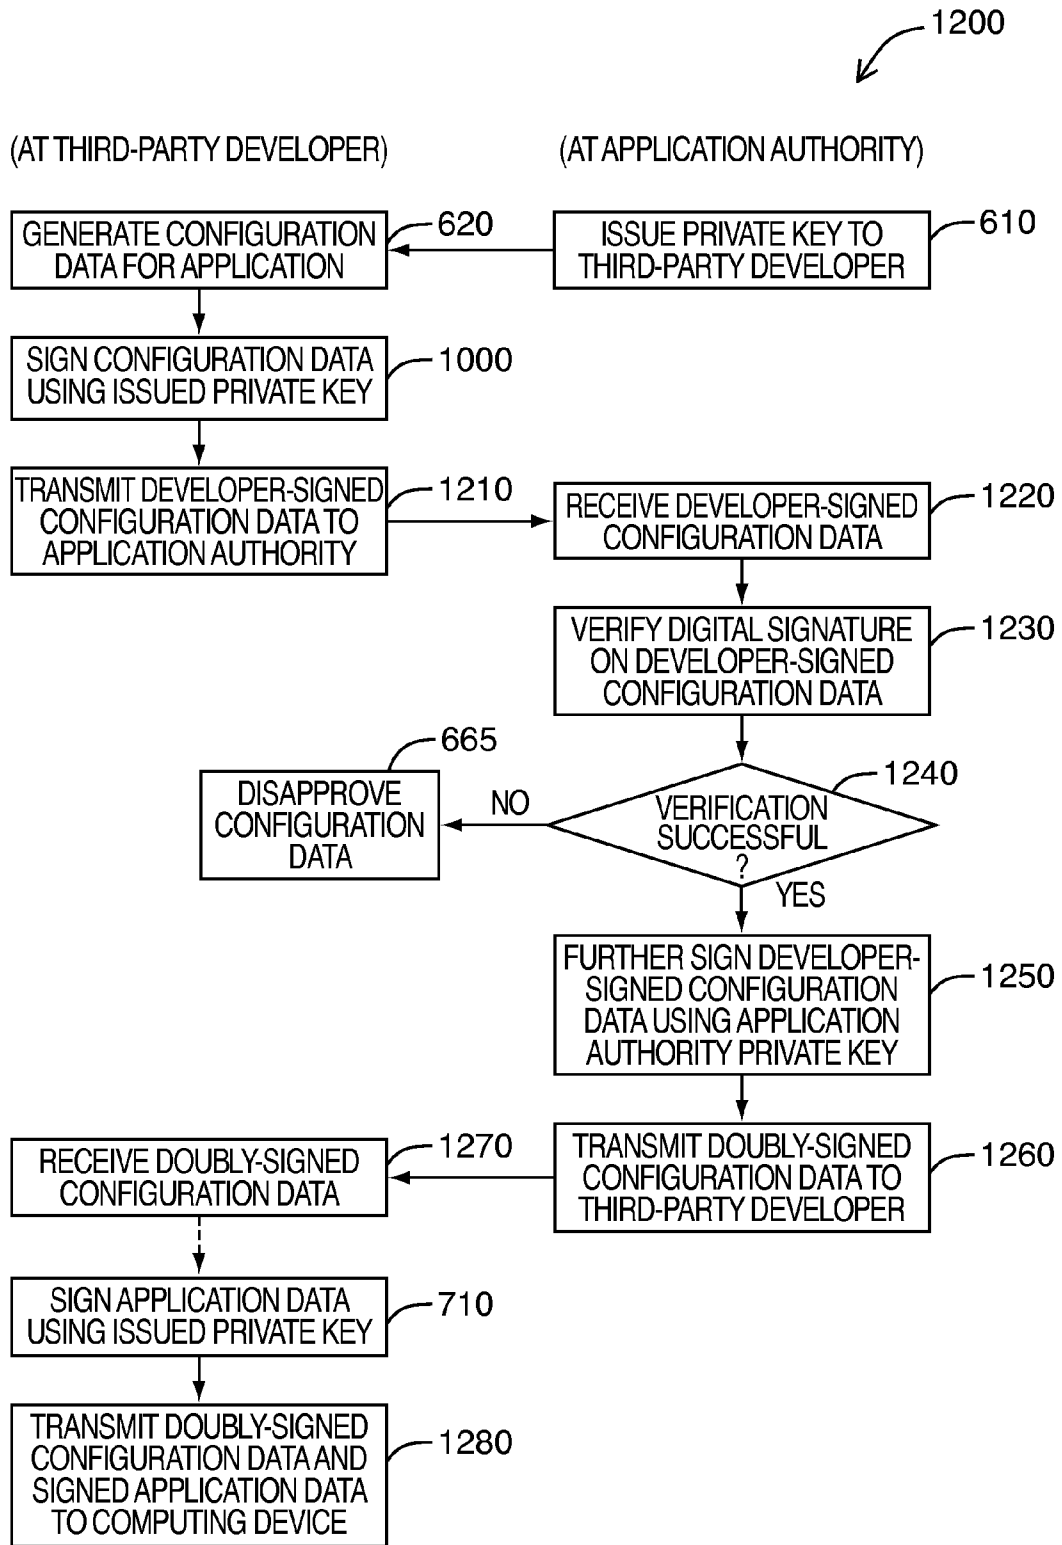 1200
(AT THIRD-PARTY DEVELOPER)
(AT APPLICATION AUTHORITY)
GENERATE CONFIGURATION
DATA FOR APPLICATION
620
ISSUE PRIVATE KEY TO
THIRD-PARTY DEVELOPER
610
SIGN CONFIGURATION DATA
USING ISSUED PRIVATE KEY
1000
TRANSMIT DEVELOPER-SIGNED
CONFIGURATION DATA TO
APPLICATION AUTHORITY
1210
RECEIVE DEVELOPER-SIGNED
CONFIGURATION DATA
1220
VERIFY DIGITAL SIGNATURE
ON DEVELOPER-SIGNED
CONFIGURATION DATA
1230
665
DISAPPROVE
CONFIGURATION
DATA
NO
VERIFICATION
SUCCESSFUL
?
1240
YES
FURTHER SIGN DEVELOPER-
SIGNED CONFIGURATION
DATA USING APPLICATION
AUTHORITY PRIVATE KEY
1250
RECEIVE DOUBLY-SIGNED
CONFIGURATION DATA
1270
TRANSMIT DOUBLY-SIGNED
CONFIGURATION DATA TO
THIRD-PARTY DEVELOPER
1260
SIGN APPLICATION DATA
USING ISSUED PRIVATE KEY
710
TRANSMIT DOUBLY-SIGNED
CONFIGURATION DATA AND
SIGNED APPLICATION DATA
TO COMPUTING DEVICE
1280